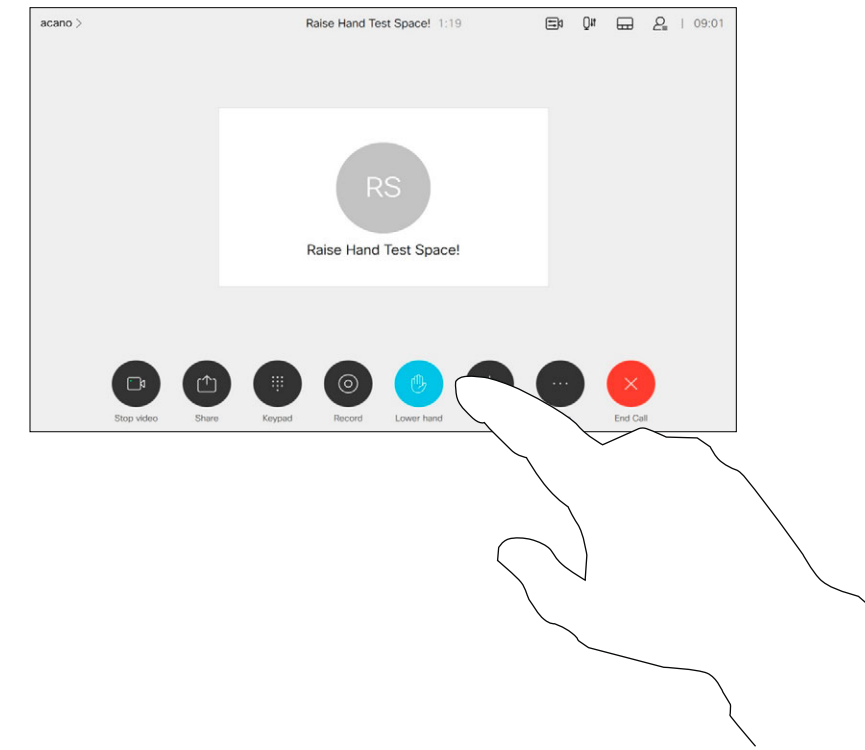 acano >
Raise Hand Test Space! 1:19
09:01
RS
Raise Hand Test Space!
Stop video
Share
Keypad
Record
Lower hand
End Call